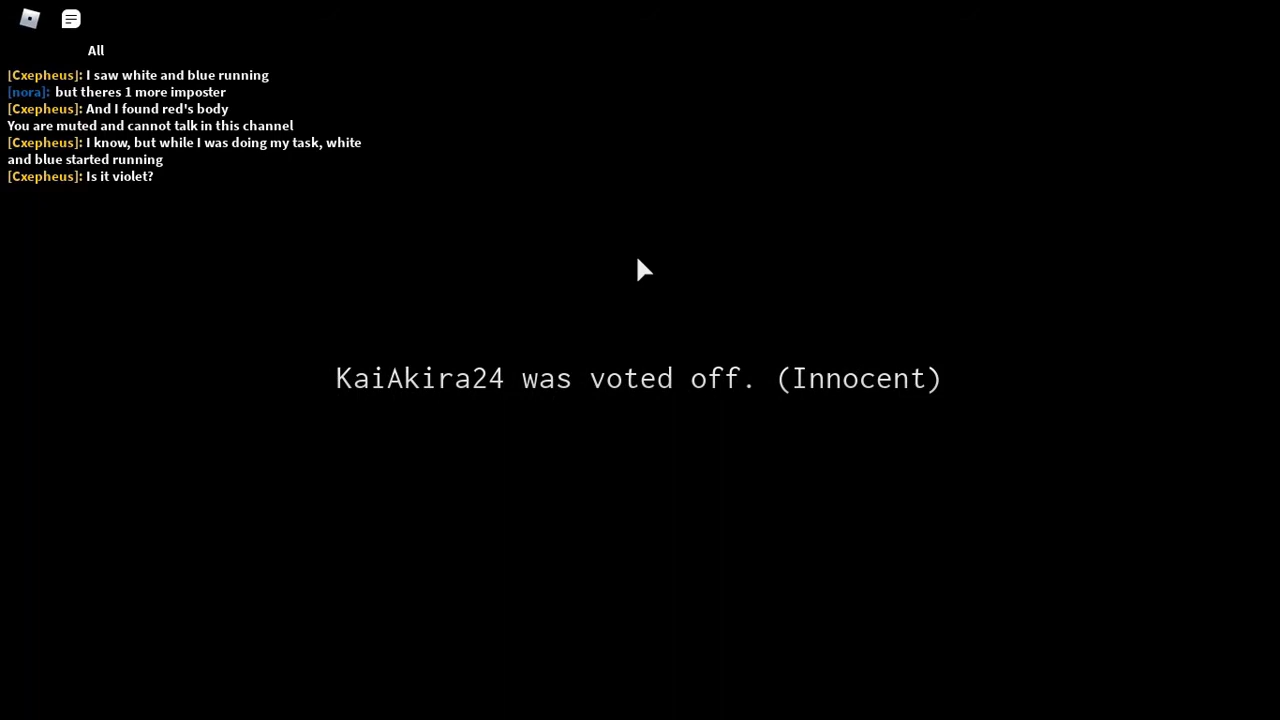 All
[Cxepheus]: I saw white and blue running
[nora]: but theres 1 more imposter
[Cxepheus]: And I found red's body
You are muted and cannot talk in this channel
[Cxepheus]: I know, but while I was doing my task, white
and blue started running
[Cxepheus]: Is it violet?
KaiAkira24 was voted off. (Innocent)